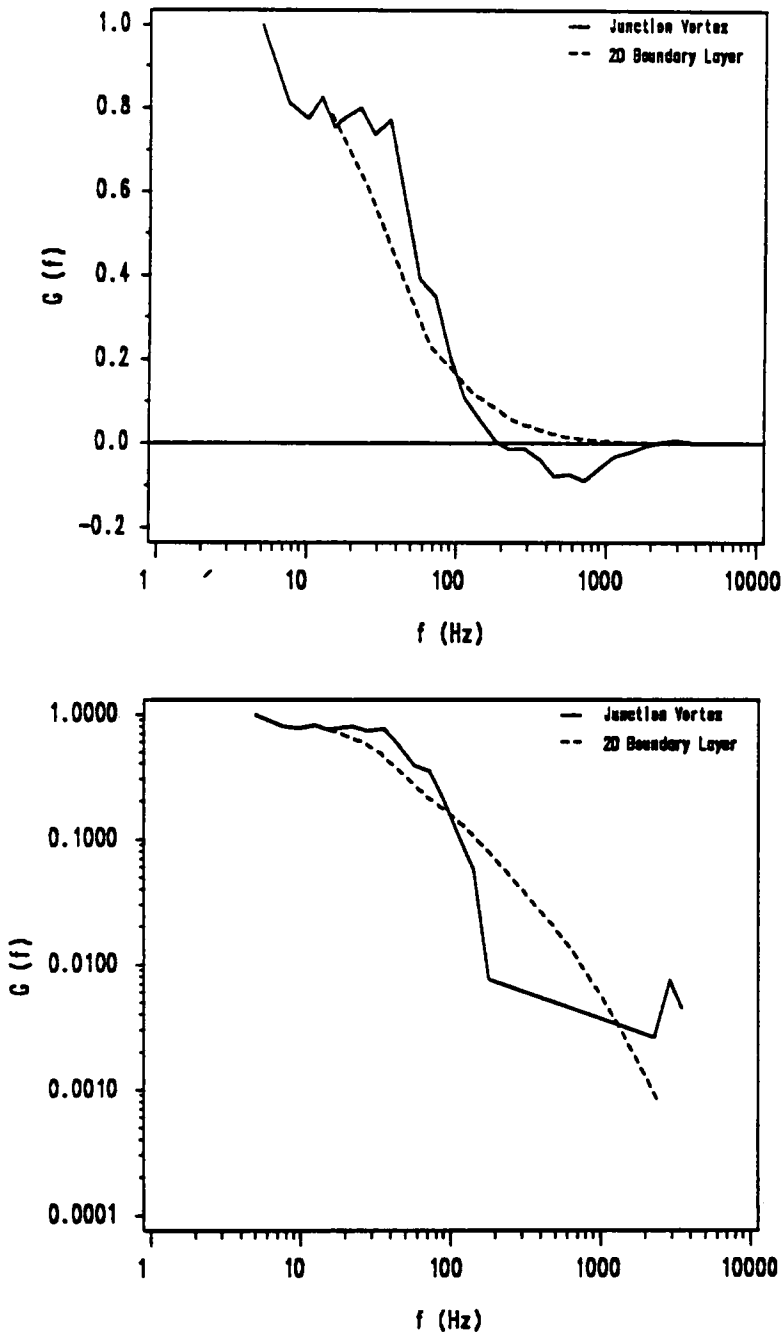 1.0
0.8
0.6
0.4
0.2
0.0
-0.2
G (f)
Junction Vortex
2D Boundary Layer
1
10
100
1000
10000
f (Hz)
1.0000
0.1000
0.0100
0.0010
0.0001
G (f)
Junction Vortex
2D Boundary Layer
1
10
100
1000
10000
f (Hz)